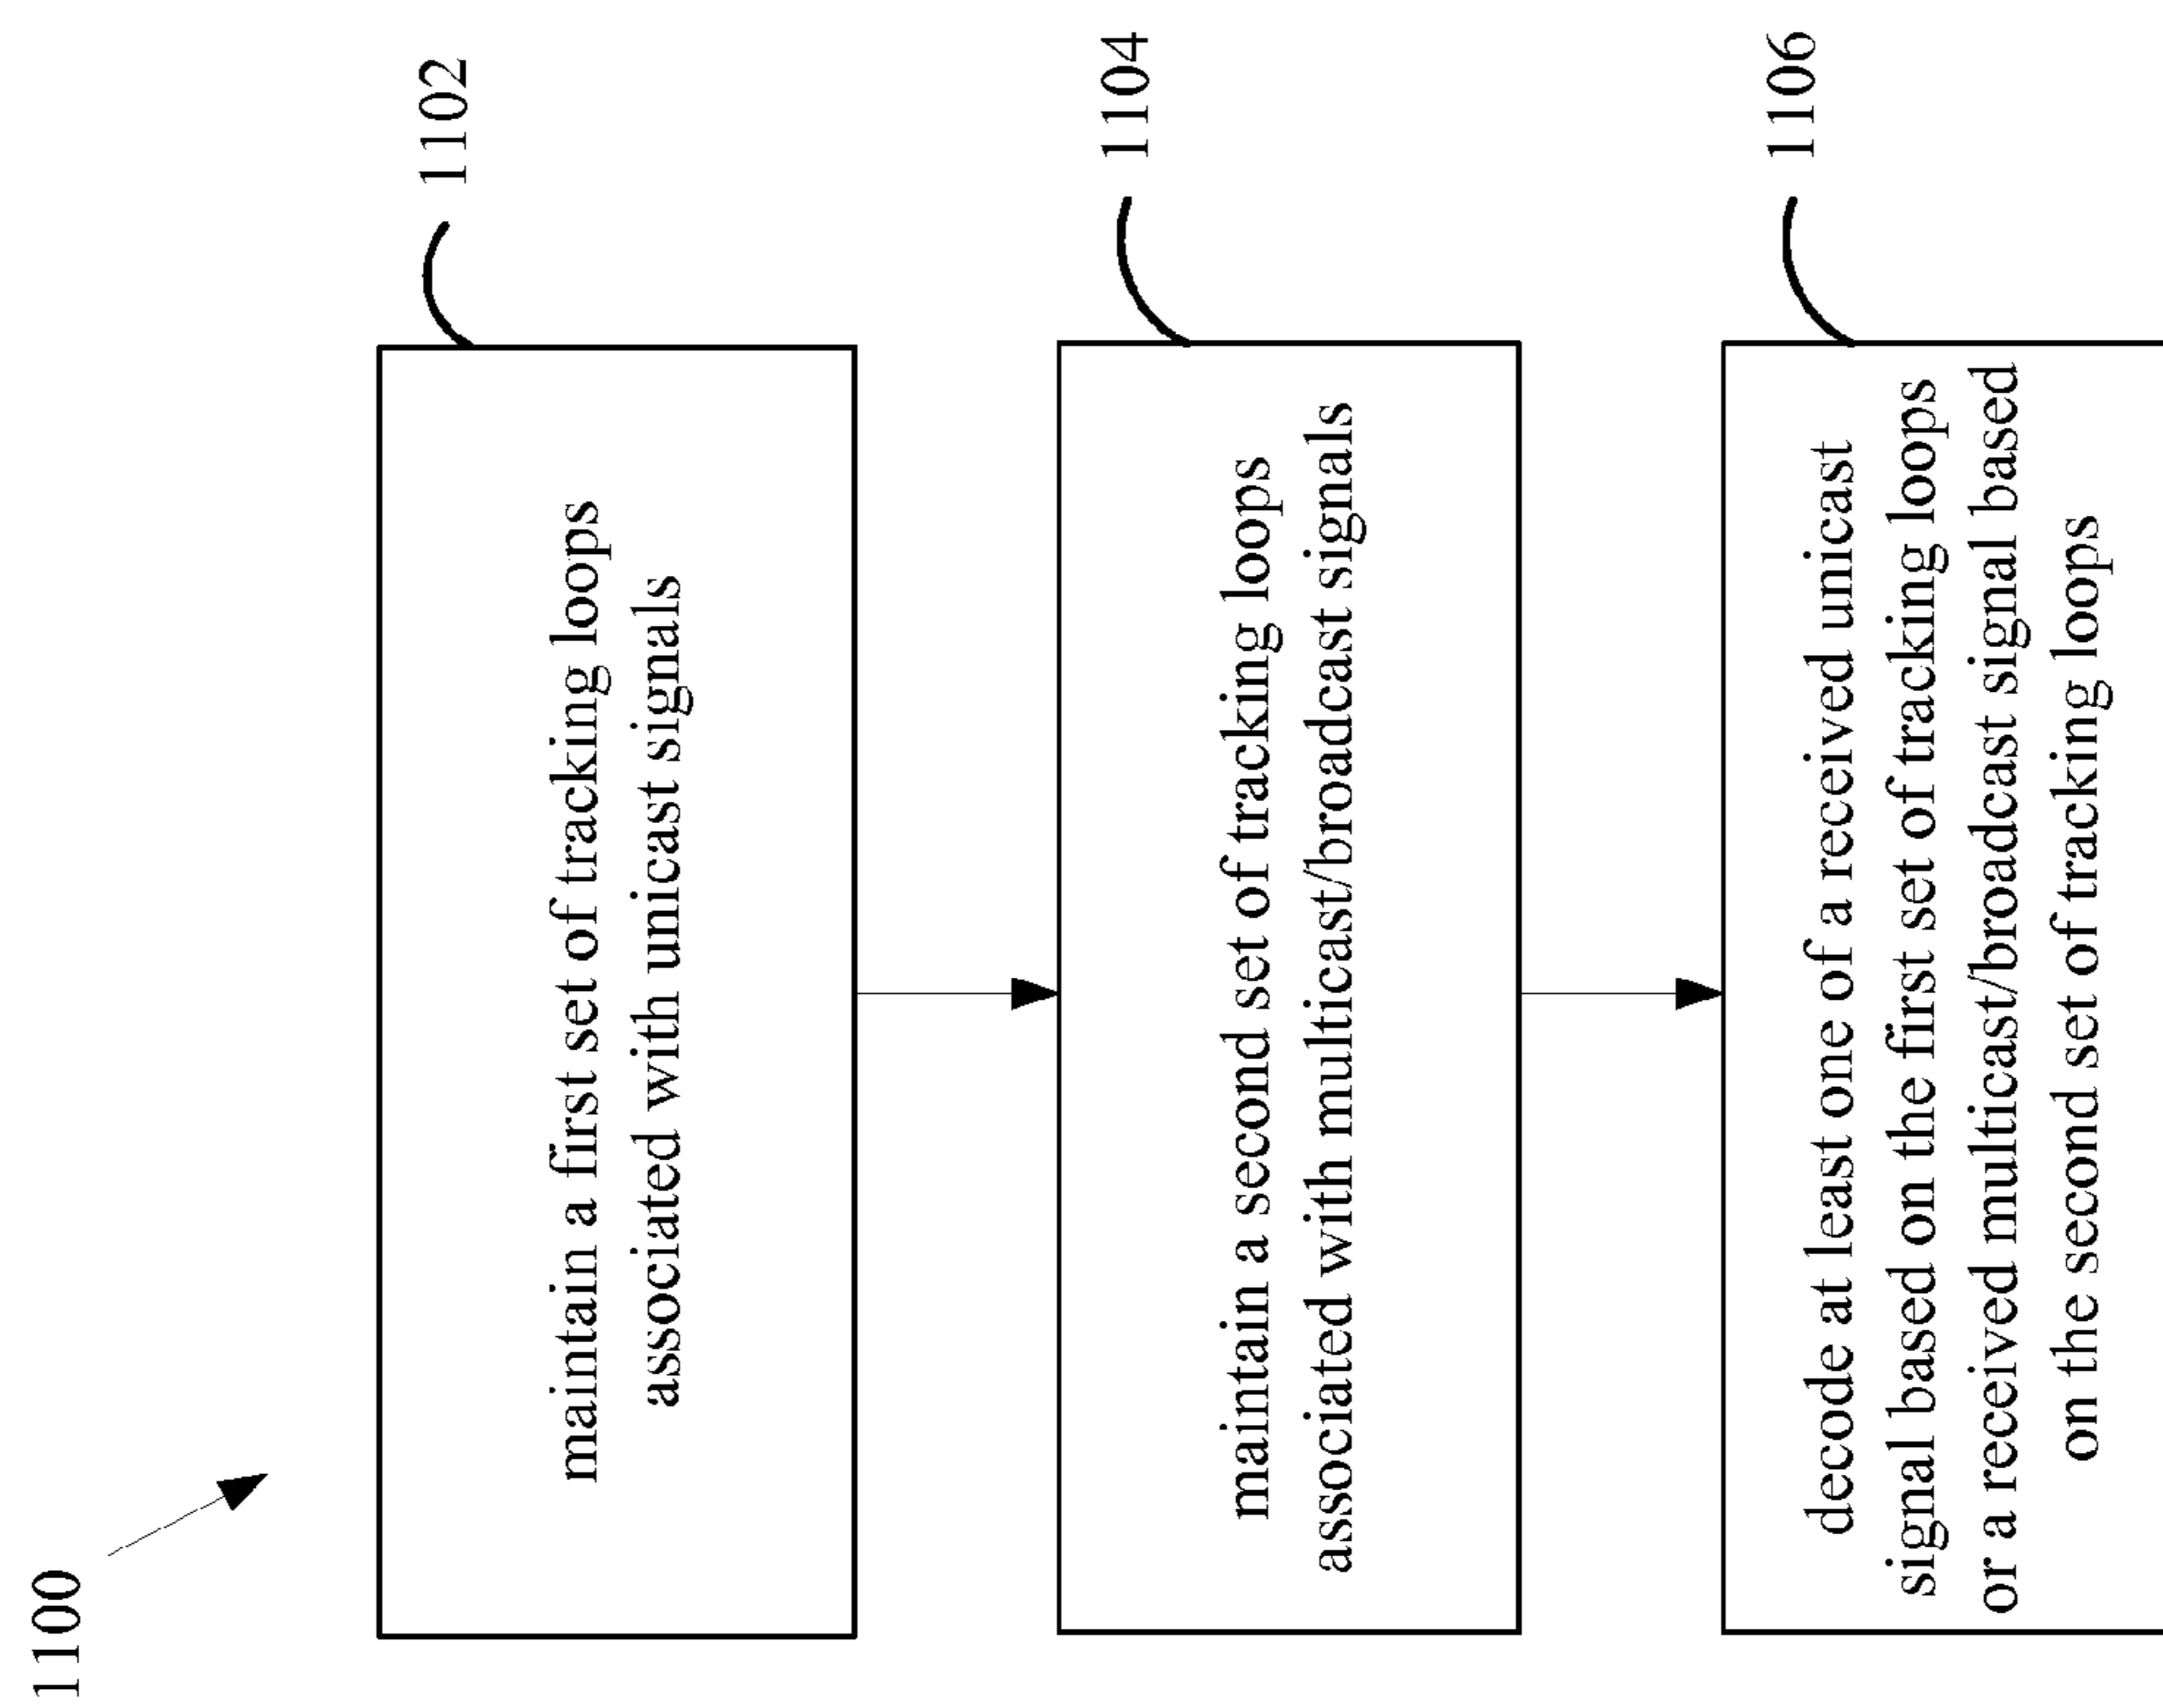 1100
1102
maintain a first set of tracking loops
associated with unicast signals
1104
maintain a second set of tracking loops
associated with multicast/broadcast signals
1106
decode at least one of a received unicast
signal based on the first set of tracking loops
or a received multicast/broadcast signal based
on the second set of tracking loops